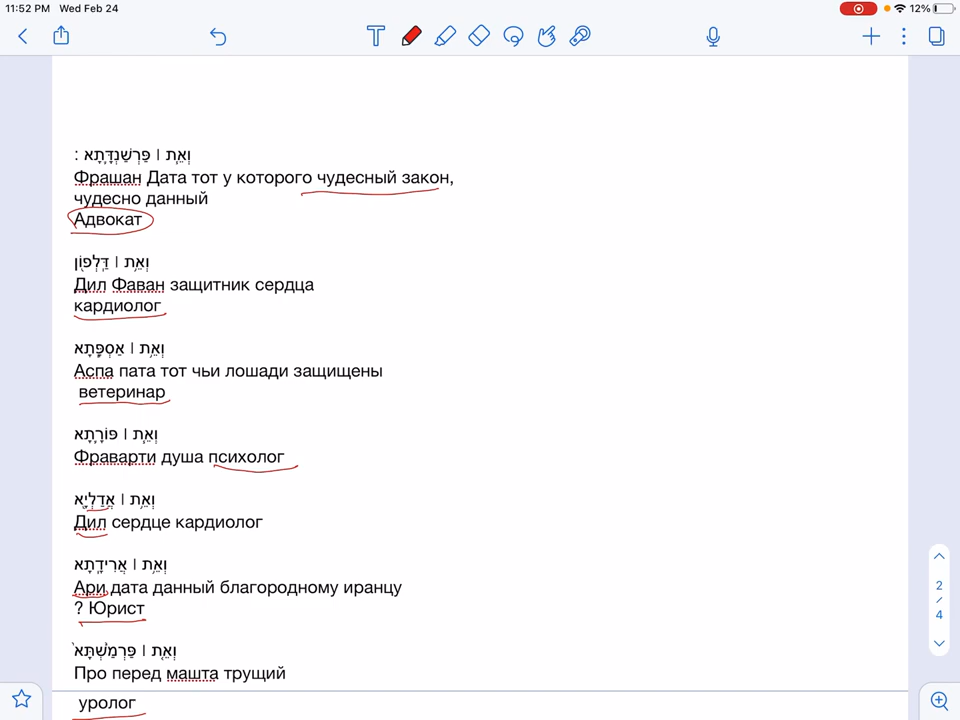 11:52 PM Wed Feb 24 12%
וְאֵ֧ת ׀ פַּרְשַׁנְדָּ֛תָא :
Фрашан Дата тот у которого чудесный закон,
чудесно данный
Адвокат
וְאֵ֥ת ׀ דַּֽלְפ֖וֹן
Дил Фаван защитник сердца
кардиолог
וְאֵ֥ת ׀ אַסְפָּֽתָא
Аспа пата тот чьи лошади защищены
ветеринар
וְאֵ֧ת ׀ פּוֹרָ֛תָא
Фраварти душа психолог
וְאֵ֥ת ׀ אֲדַלְיָ֖א
Дил сердце кардиолог
וְאֵ֥ת ׀ אֲרִידָֽתָא
Ари дата данный благородному иранцу
? Юрист
וְאֵ֤ת ׀ פַּרְמַ֙שְׁתָּא֙
Про перед машта трущий
уролог
2
/
4